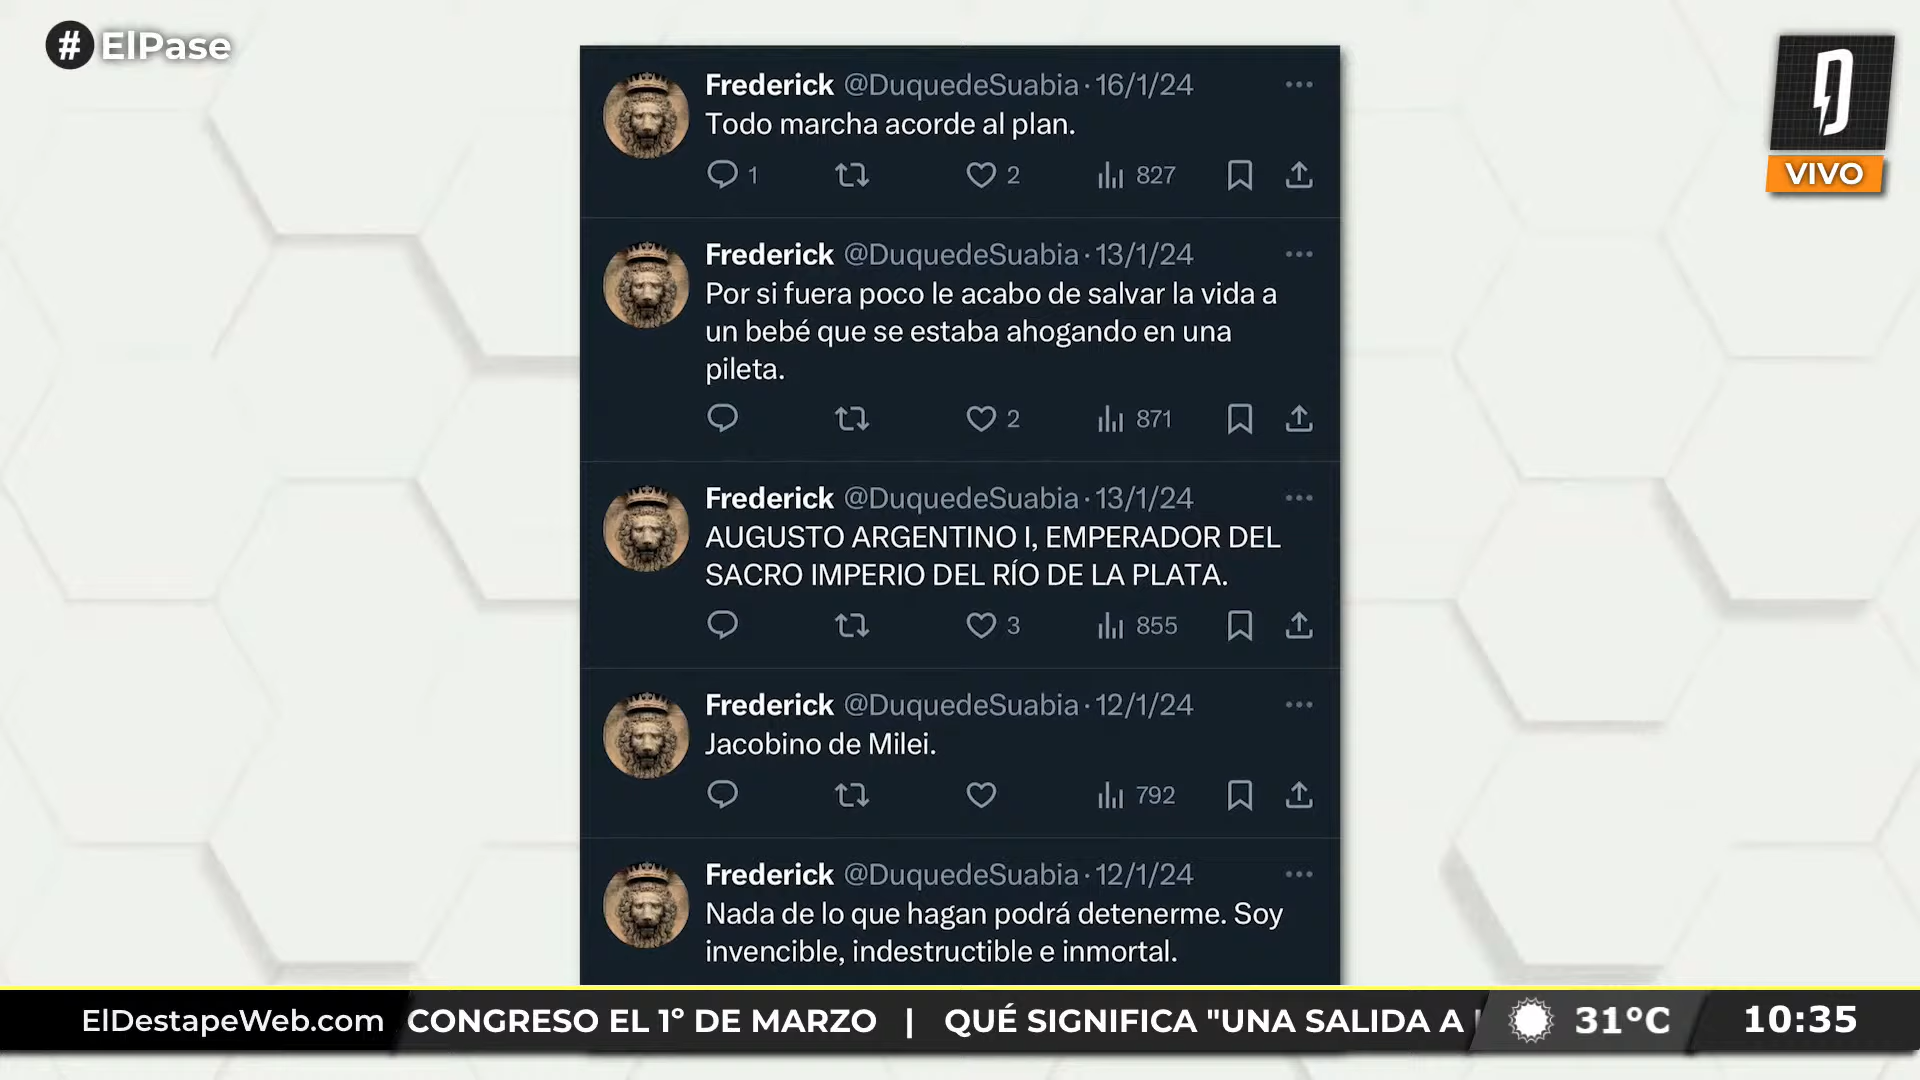 # ElPase
VIVO
Frederick @DuquedeSuabia · 16/1/24
Todo marcha acorde al plan.
1 2 827
Frederick @DuquedeSuabia · 13/1/24
Por si fuera poco le acabo de salvar la vida a
un bebé que se estaba ahogando en una
pileta.
2 871
Frederick @DuquedeSuabia · 13/1/24
AUGUSTO ARGENTINO I, EMPERADOR DEL
SACRO IMPERIO DEL RÍO DE LA PLATA.
3 855
Frederick @DuquedeSuabia · 12/1/24
Jacobino de Milei.
792
Frederick @DuquedeSuabia · 12/1/24
Nada de lo que hagan podrá detenerme. Soy
invencible, indestructible e inmortal.
ElDestapeWeb.com CONGRESO EL 1º DE MARZO | QUÉ SIGNIFICA "UNA SALIDA A 31°C 10:35